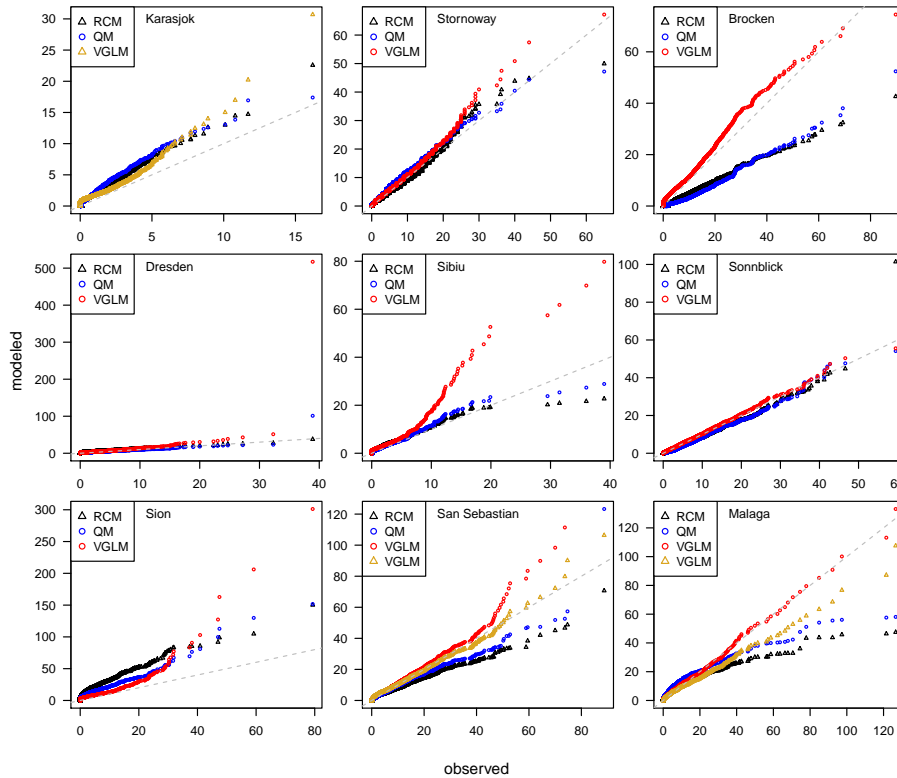 Karasjok
RCM
QM
VGLM
30
25
20
15
10
5
0
0 5 10 15
Stornoway
RCM
QM
VGLM
60
50
40
30
20
10
0
0 10 20 30 40 50 60
Brocken
RCM
QM
VGLM
60
40
20
0
0 20 40 60 80
Dresden
RCM
QM
VGLM
500
400
300
200
100
0
0 10 20 30 40
Sibiu
RCM
QM
VGLM
80
60
40
20
0
0 10 20 30 40
Sonnblick
RCM
QM
VGLM
100
80
60
40
20
0
0 10 20 30 40 50 60
Sion
RCM
QM
VGLM
300
250
200
150
100
50
0
0 20 40 60 80
San Sebastian
RCM
QM
VGLM
VGLM
120
100
80
60
40
20
0
0 20 40 60 80
Malaga
RCM
QM
VGLM
VGLM
120
100
80
60
40
20
0
0 20 40 60 80 100 120
modeled
observed